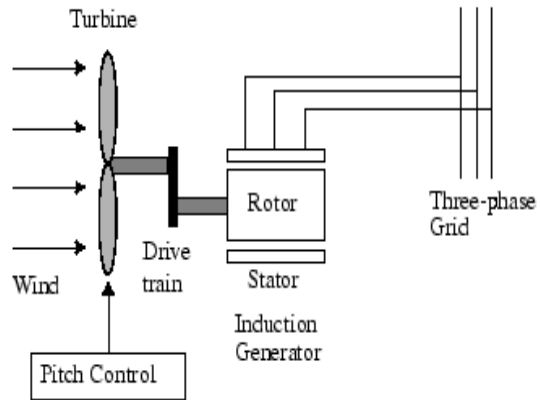 Turbine
Rotor
Three-phase
Grid
Drive
train
Wind
Stator
Induction
Generator
Pitch Control